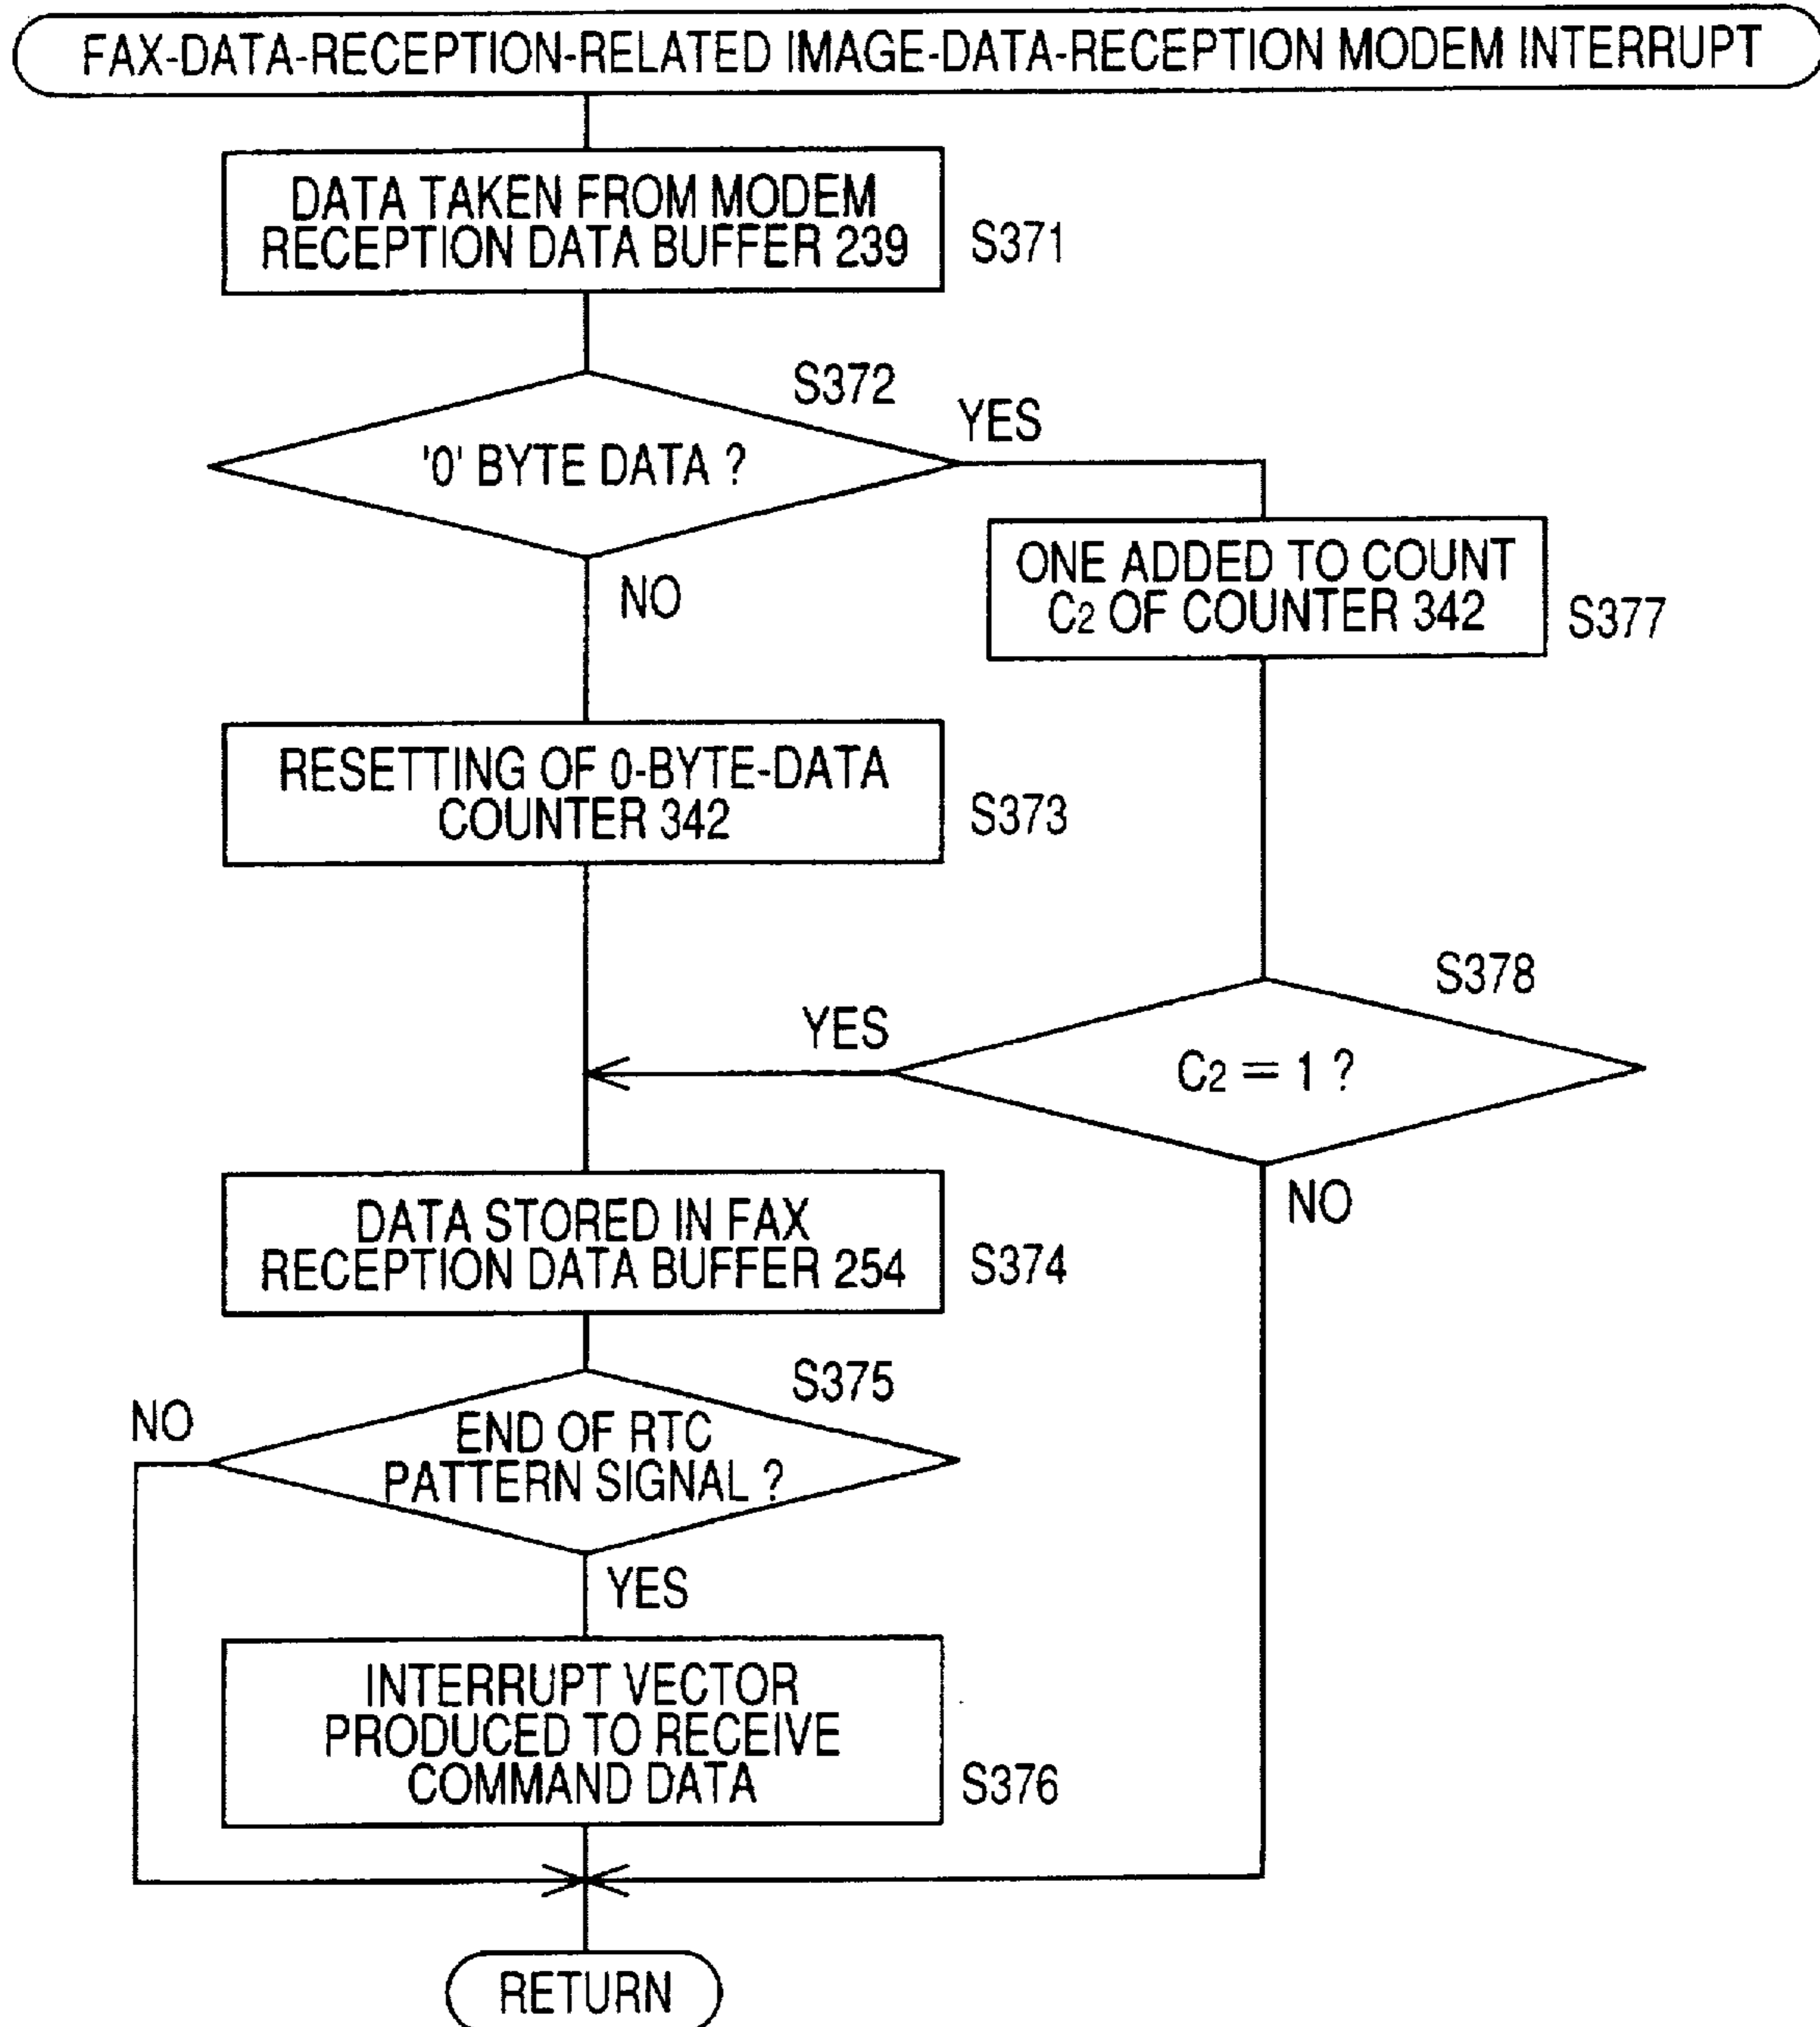 FAX-DATA-RECEPTION-RELATED IMAGE-DATA-RECEPTION MODEM INTERRUPT
DATA TAKEN FROM MODEM
RECEPTION DATA BUFFER 239
S371
S372
'0' BYTE DATA ?
YES
NO
ONE ADDED TO COUNT
C2 OF COUNTER 342
S377
RESETTING OF 0-BYTE-DATA
COUNTER 342
S373
S378
C2 = 1 ?
YES
NO
DATA STORED IN FAX
RECEPTION DATA BUFFER 254
S374
S375
END OF RTC
PATTERN SIGNAL ?
NO
YES
INTERRUPT VECTOR
PRODUCED TO RECEIVE
COMMAND DATA
S376
RETURN